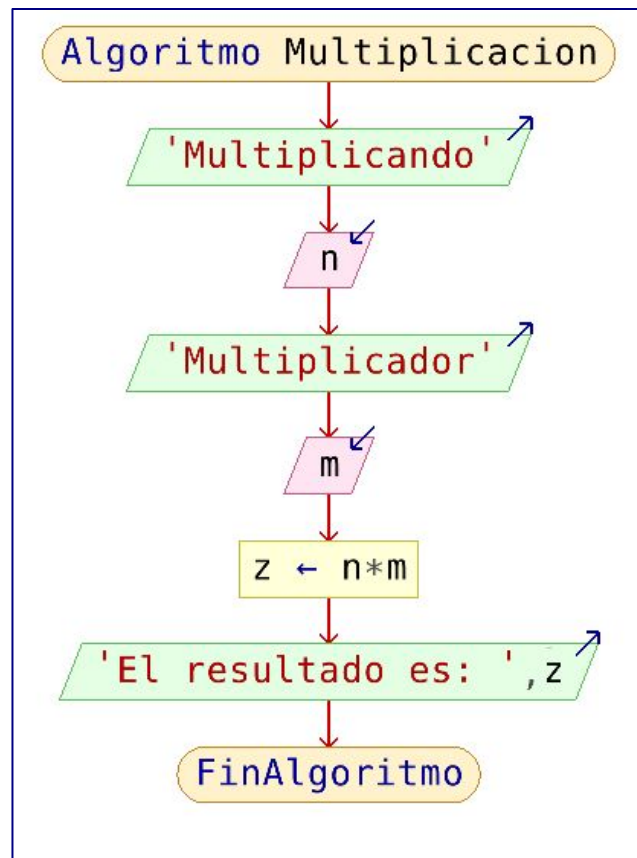 Algoritmo Multiplicacion
'Multiplicando'
n
'Multiplicador'
m
z ← n*m
'El resultado es: ',z
FinAlgoritmo